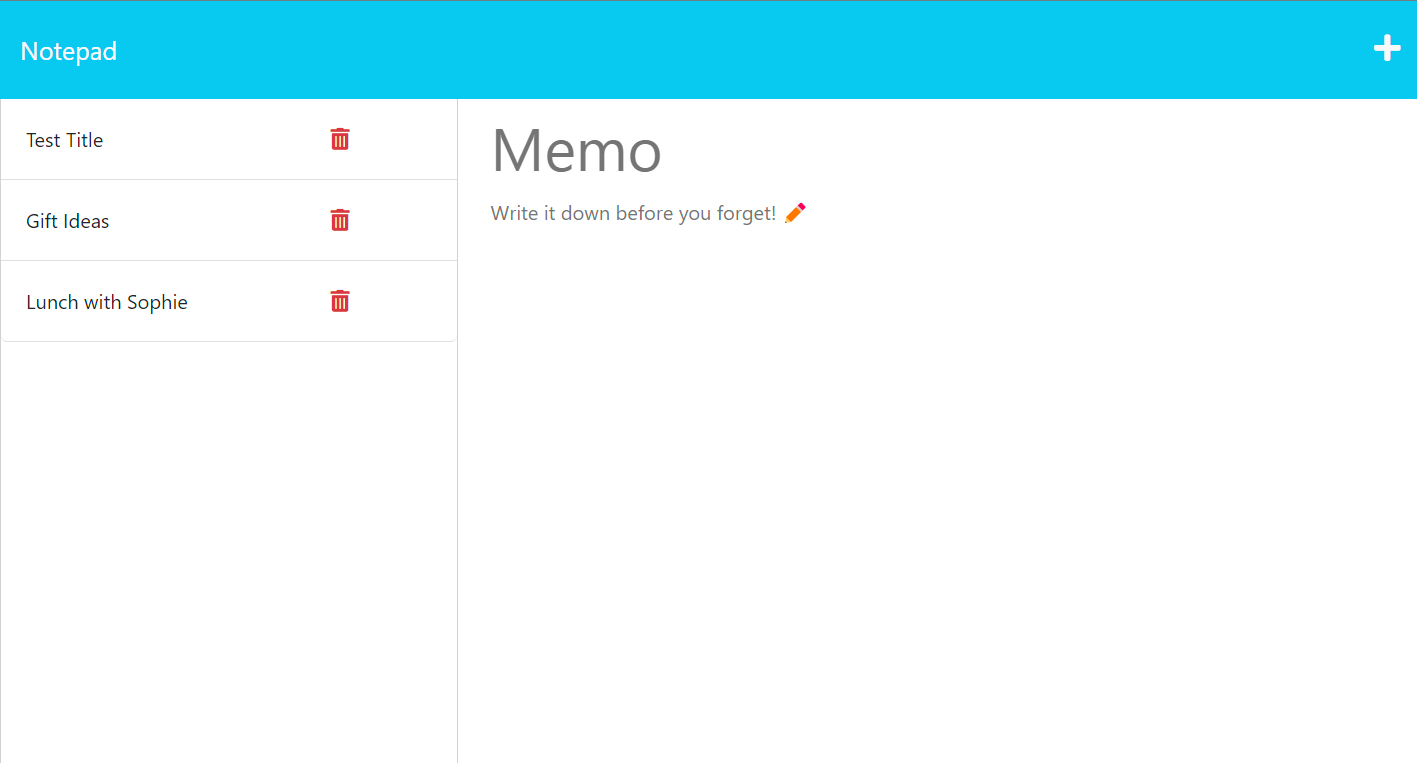 Notepad
Test Title
Gift Ideas
Lunch with Sophie
Memo
Write it down before you forget!